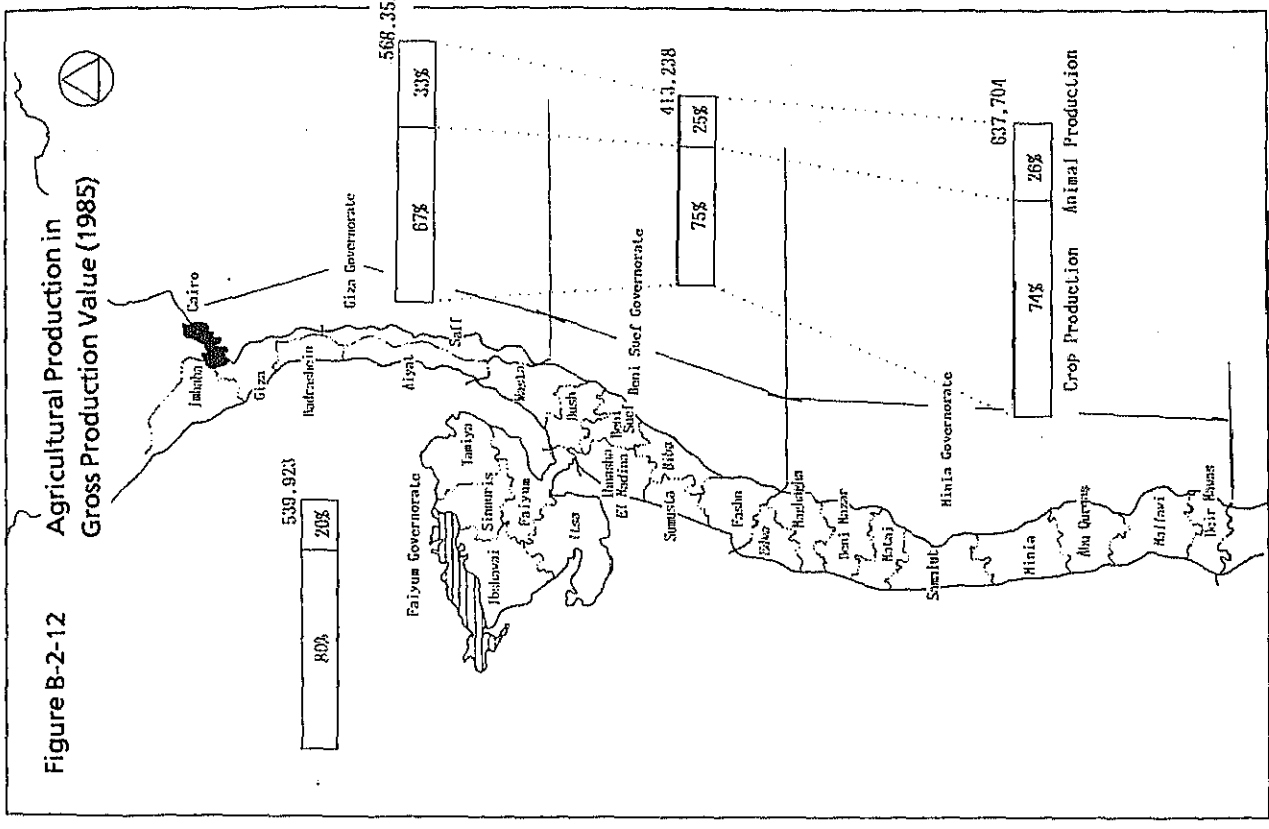 Figure B-2-12
Agricultural Production in
Gross Production Value (1985)
Cairo
Imbaba
Giza
Badrashein
Aiyat
Saff
Giza Governorate
568.35
67%
33%
539.923
80%
20%
Faiyum Governorate
Tamiya
Sinnuris
Faiyum
Ibshawai
Itsa
Wasta
Beni Suef Governorate
413.238
75%
25%
Beni
Suef
El Madina
Biba
Sumusta
Fashn
Maghagha
Beni Mazar
Matai
Samalut
Minia
Abu Qurqas
Mallawi
Deir Mawas
Minia Governorate
637,704
74%
26%
Crop Production
Animal Production